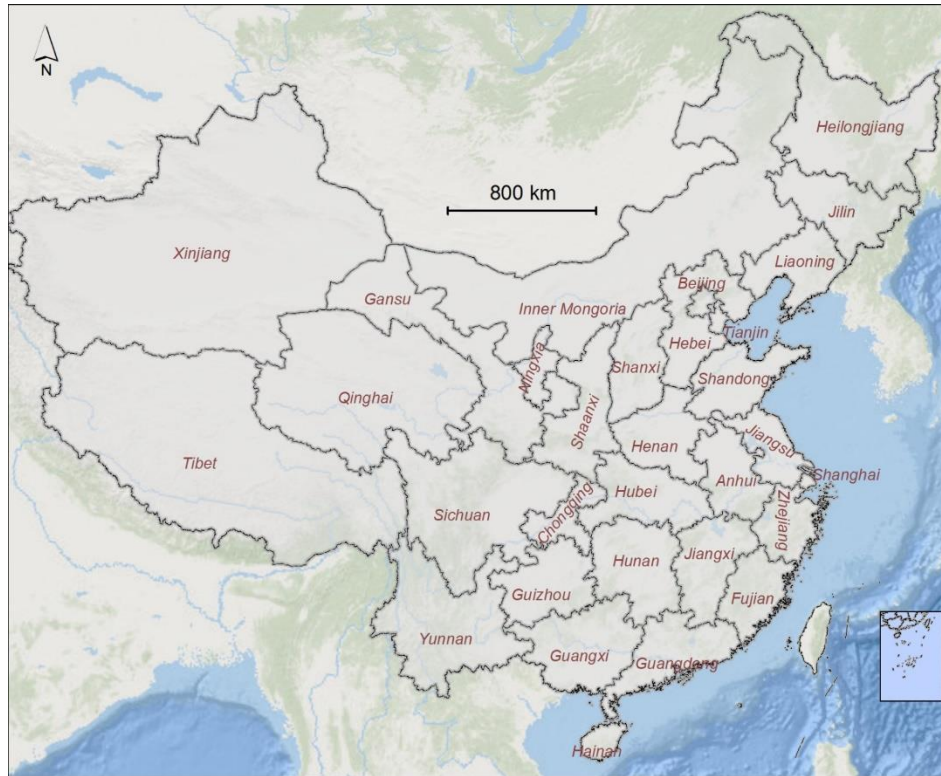 N
Heilongjiang
800 km
Jilin
Xinjiang
Liaoning
Beijing
Gansu
Inner Mongoria
Tianjin
Hebei
Ningxia
Shanxi
Shandong
Qinghai
Shaanxi
Jiangsu
Henan
Tibet
Anhui
Shanghai
Hubei
Sichuan
Chongqing
Zhejiang
Hunan
Jiangxi
Guizhou
Fujian
Yunnan
Guangxi
Guangdong
Hainan